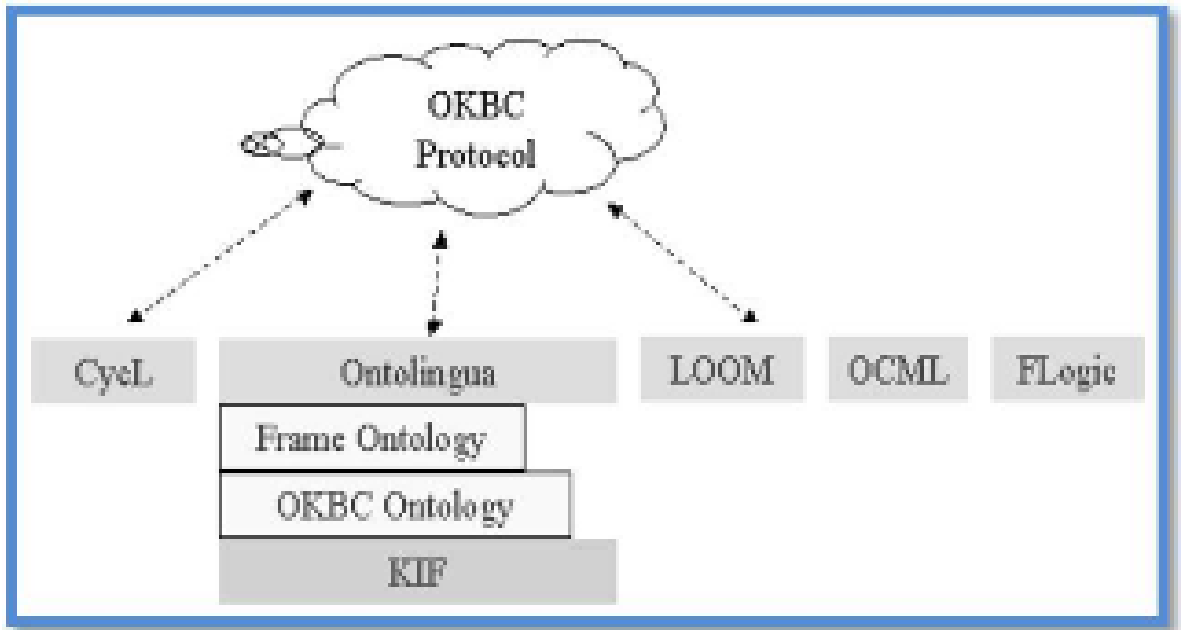 OKBC
Protocol
CycL
Ontolingua
LOOM
OCML
FLogic
Frame Ontology
OKBC Ontology
KIF